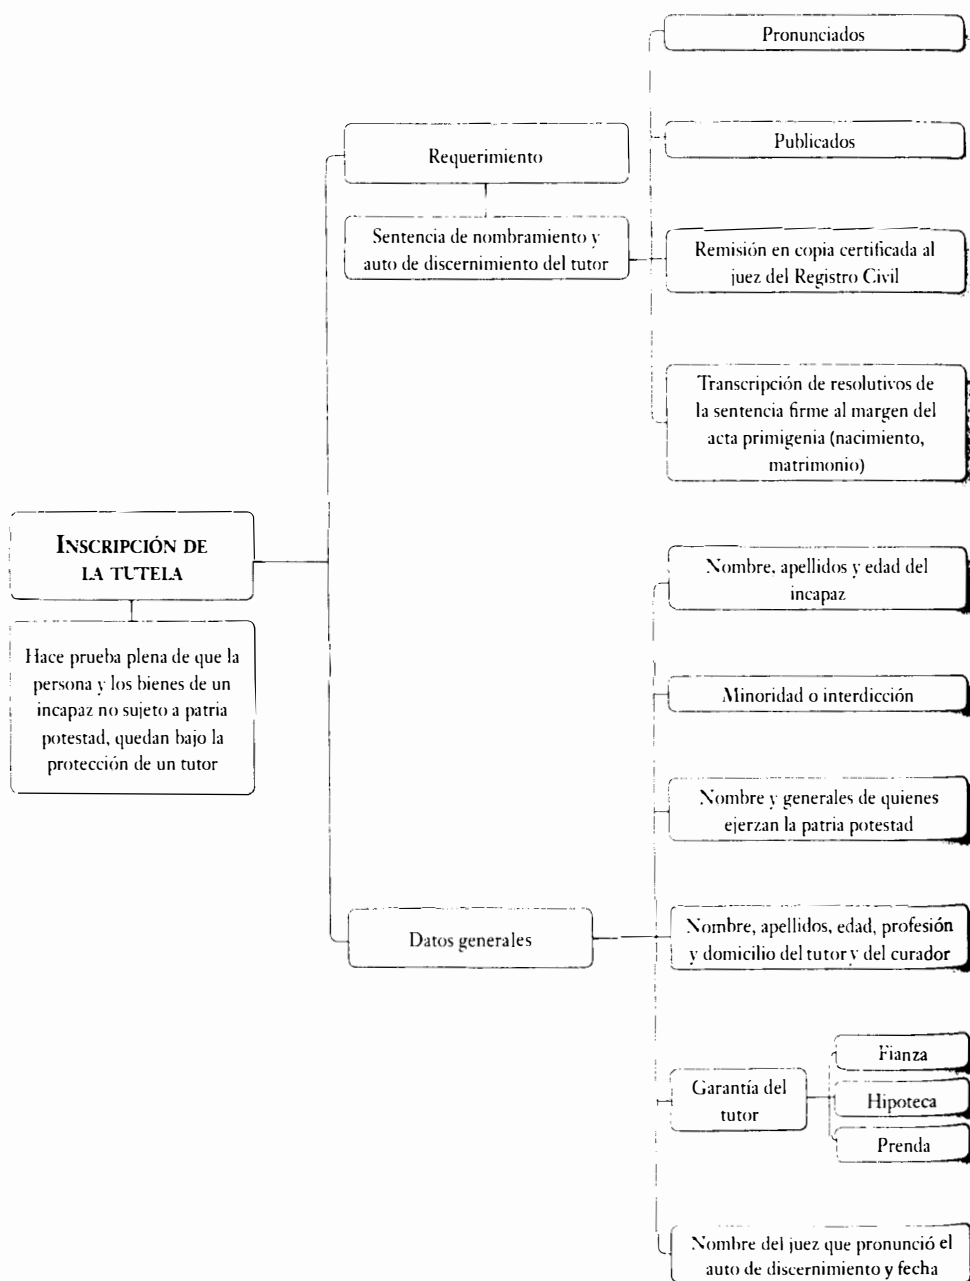 Pronunciados
Publicados
Requerimiento
Sentencia de nombramiento y
auto de discernimiento del tutor
Remisión en copia certificada al
juez del Registro Civil
Transcripción de resolutivos de
la sentencia firme al margen del
acta primigenia (nacimiento,
matrimonio)
INSCRIPCIÓN DE
LA TUTELA
Hace prueba plena de que la
persona y los bienes de un
incapaz no sujeto a patria
potestad, quedan bajo la
protección de un tutor
Nombre, apellidos y edad del
incapaz
Minoridad o interdicción
Nombre y generales de quienes
ejerzan la patria potestad
Datos generales
Nombre, apellidos, edad, profesión
y domicilio del tutor y del curador
Garantía del
tutor
Fianza
Hipoteca
Prenda
Nombre del juez que pronunció el
auto de discernimiento y fecha